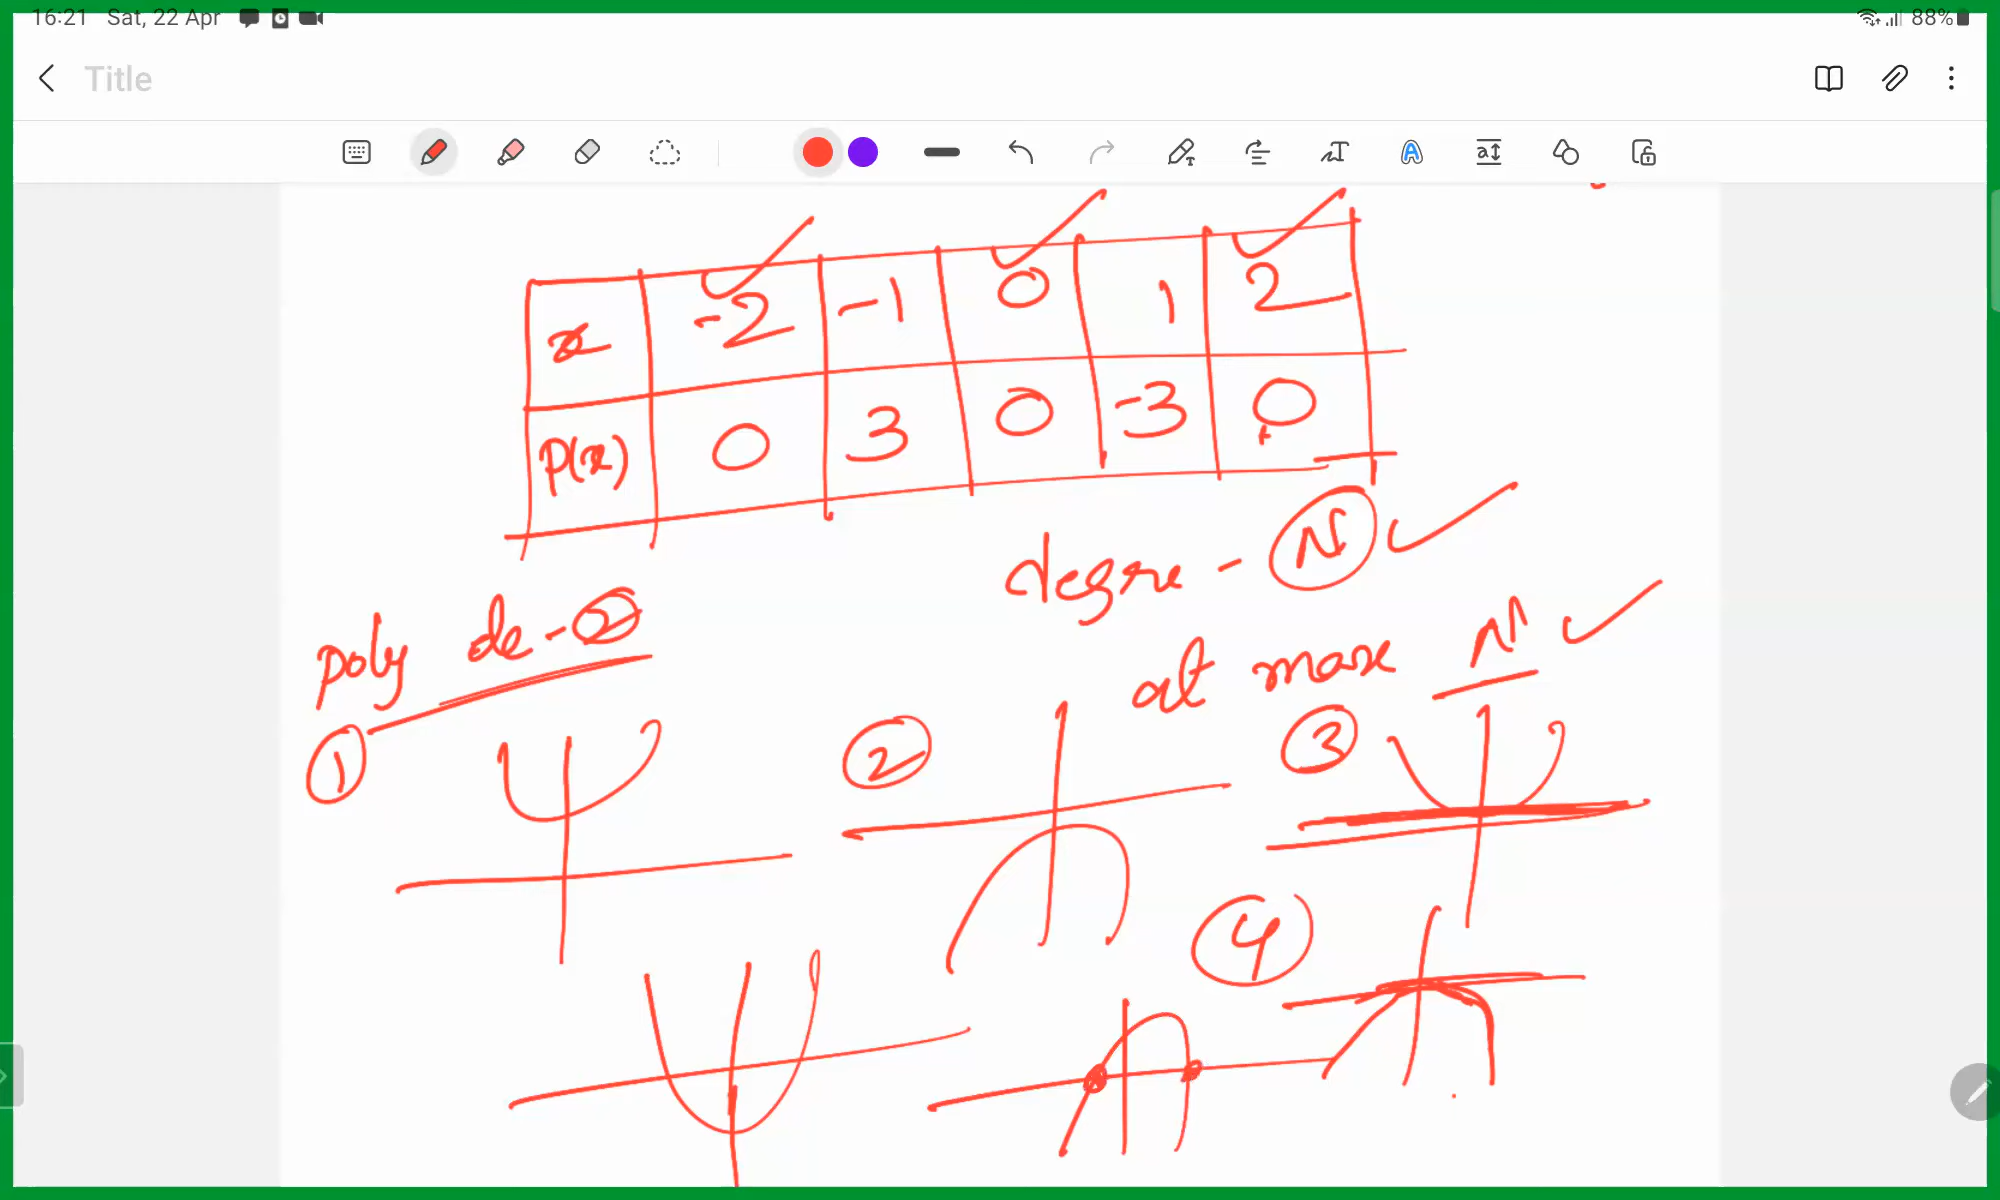 16:21 Sat, 22 Apr 88%
Title
x -2 -1 0 1 2
P(x) 0 3 0 -3 0
degree - N
poly de - 2
at max N
1 2 3
4